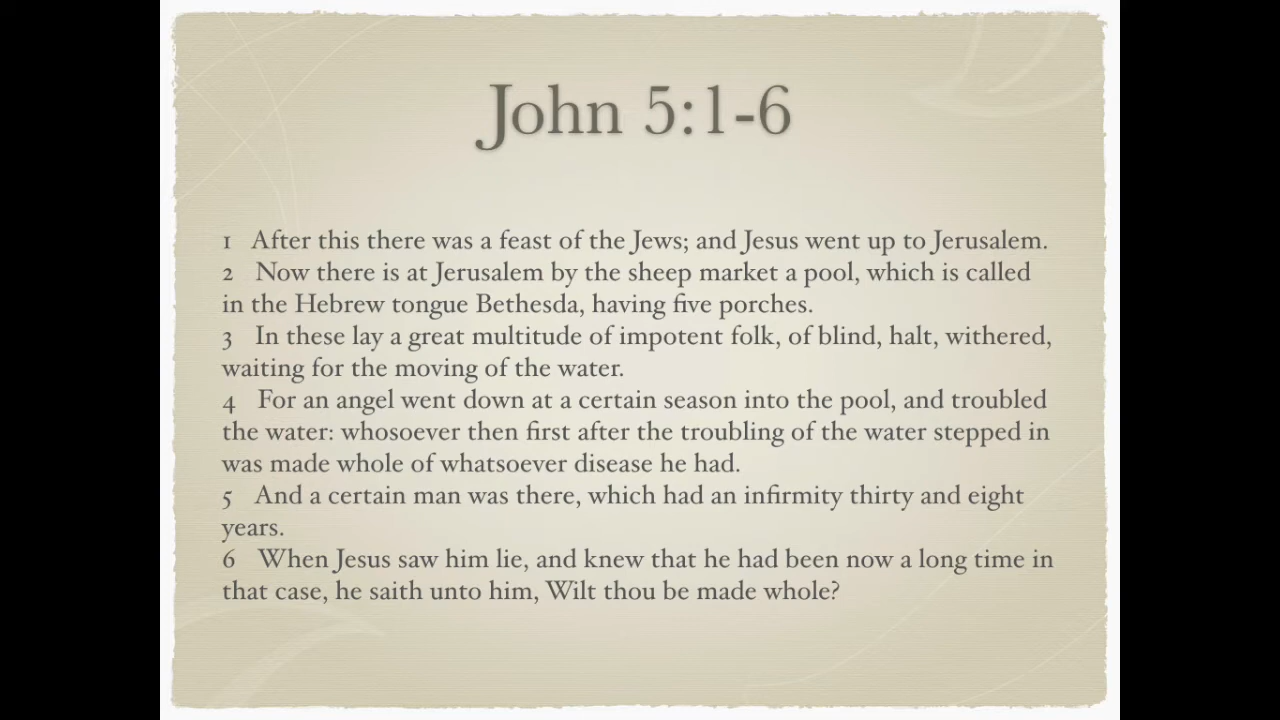 John 5:1-6
1 After this there was a feast of the Jews; and Jesus went up to Jerusalem.
2 Now there is at Jerusalem by the sheep market a pool, which is called
in the Hebrew tongue Bethesda, having five porches.
3 In these lay a great multitude of impotent folk, of blind, halt, withered,
waiting for the moving of the water.
4 For an angel went down at a certain season into the pool, and troubled
the water: whosoever then first after the troubling of the water stepped in
was made whole of whatsoever disease he had.
5 And a certain man was there, which had an infirmity thirty and eight
years.
6 When Jesus saw him lie, and knew that he had been now a long time in
that case, he saith unto him, Wilt thou be made whole?